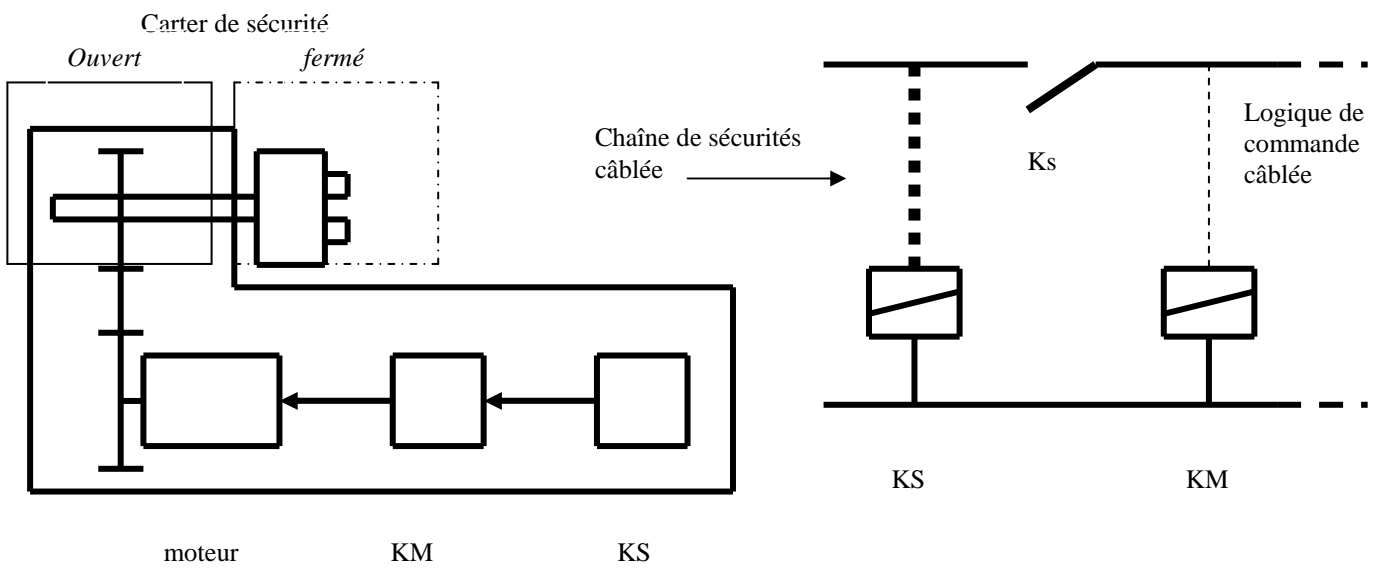 Carter de sécurité
Ouvert
fermé
Chaîne de sécurités
câblée
Ks
Logique de
commande
câblée
KS
KM
moteur
KM
KS